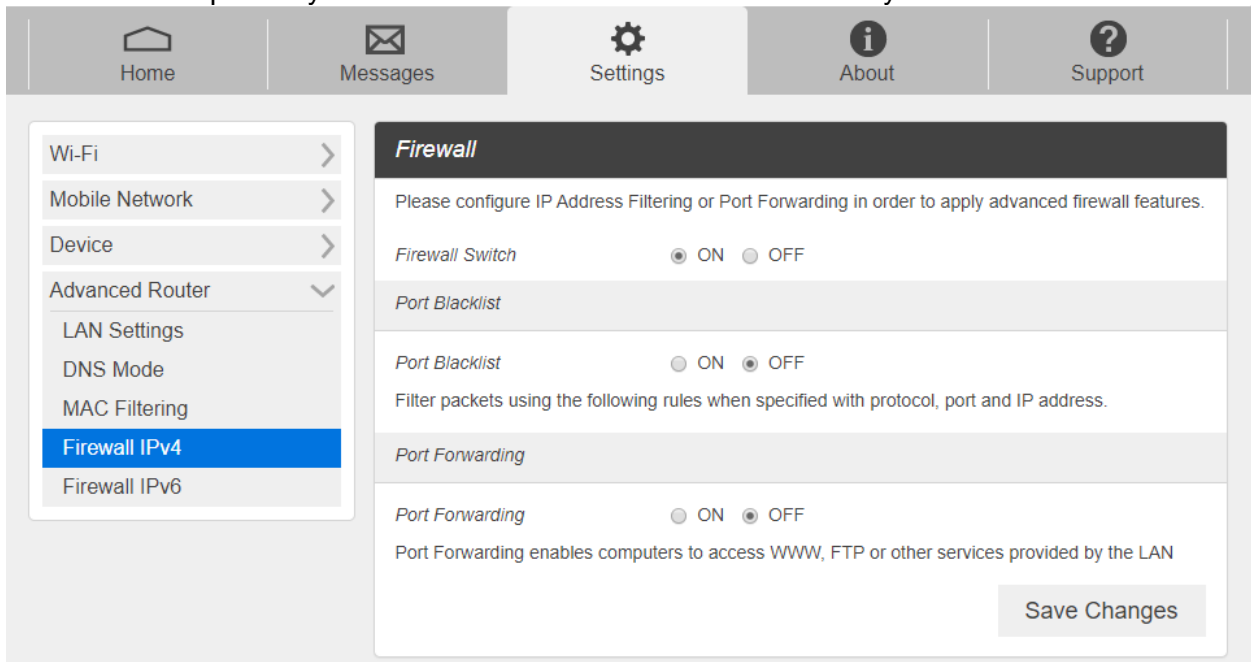 Home
Messages
Settings
About
Support
Wi-Fi
Mobile Network
Device
Advanced Router
LAN Settings
DNS Mode
MAC Filtering
Firewall IPv4
Firewall IPv6
Firewall
Please configure IP Address Filtering or Port Forwarding in order to apply advanced firewall features.
Firewall Switch ON OFF
Port Blacklist
Port Blacklist ON OFF
Filter packets using the following rules when specified with protocol, port and IP address.
Port Forwarding
Port Forwarding ON OFF
Port Forwarding enables computers to access WWW, FTP or other services provided by the LAN
Save Changes